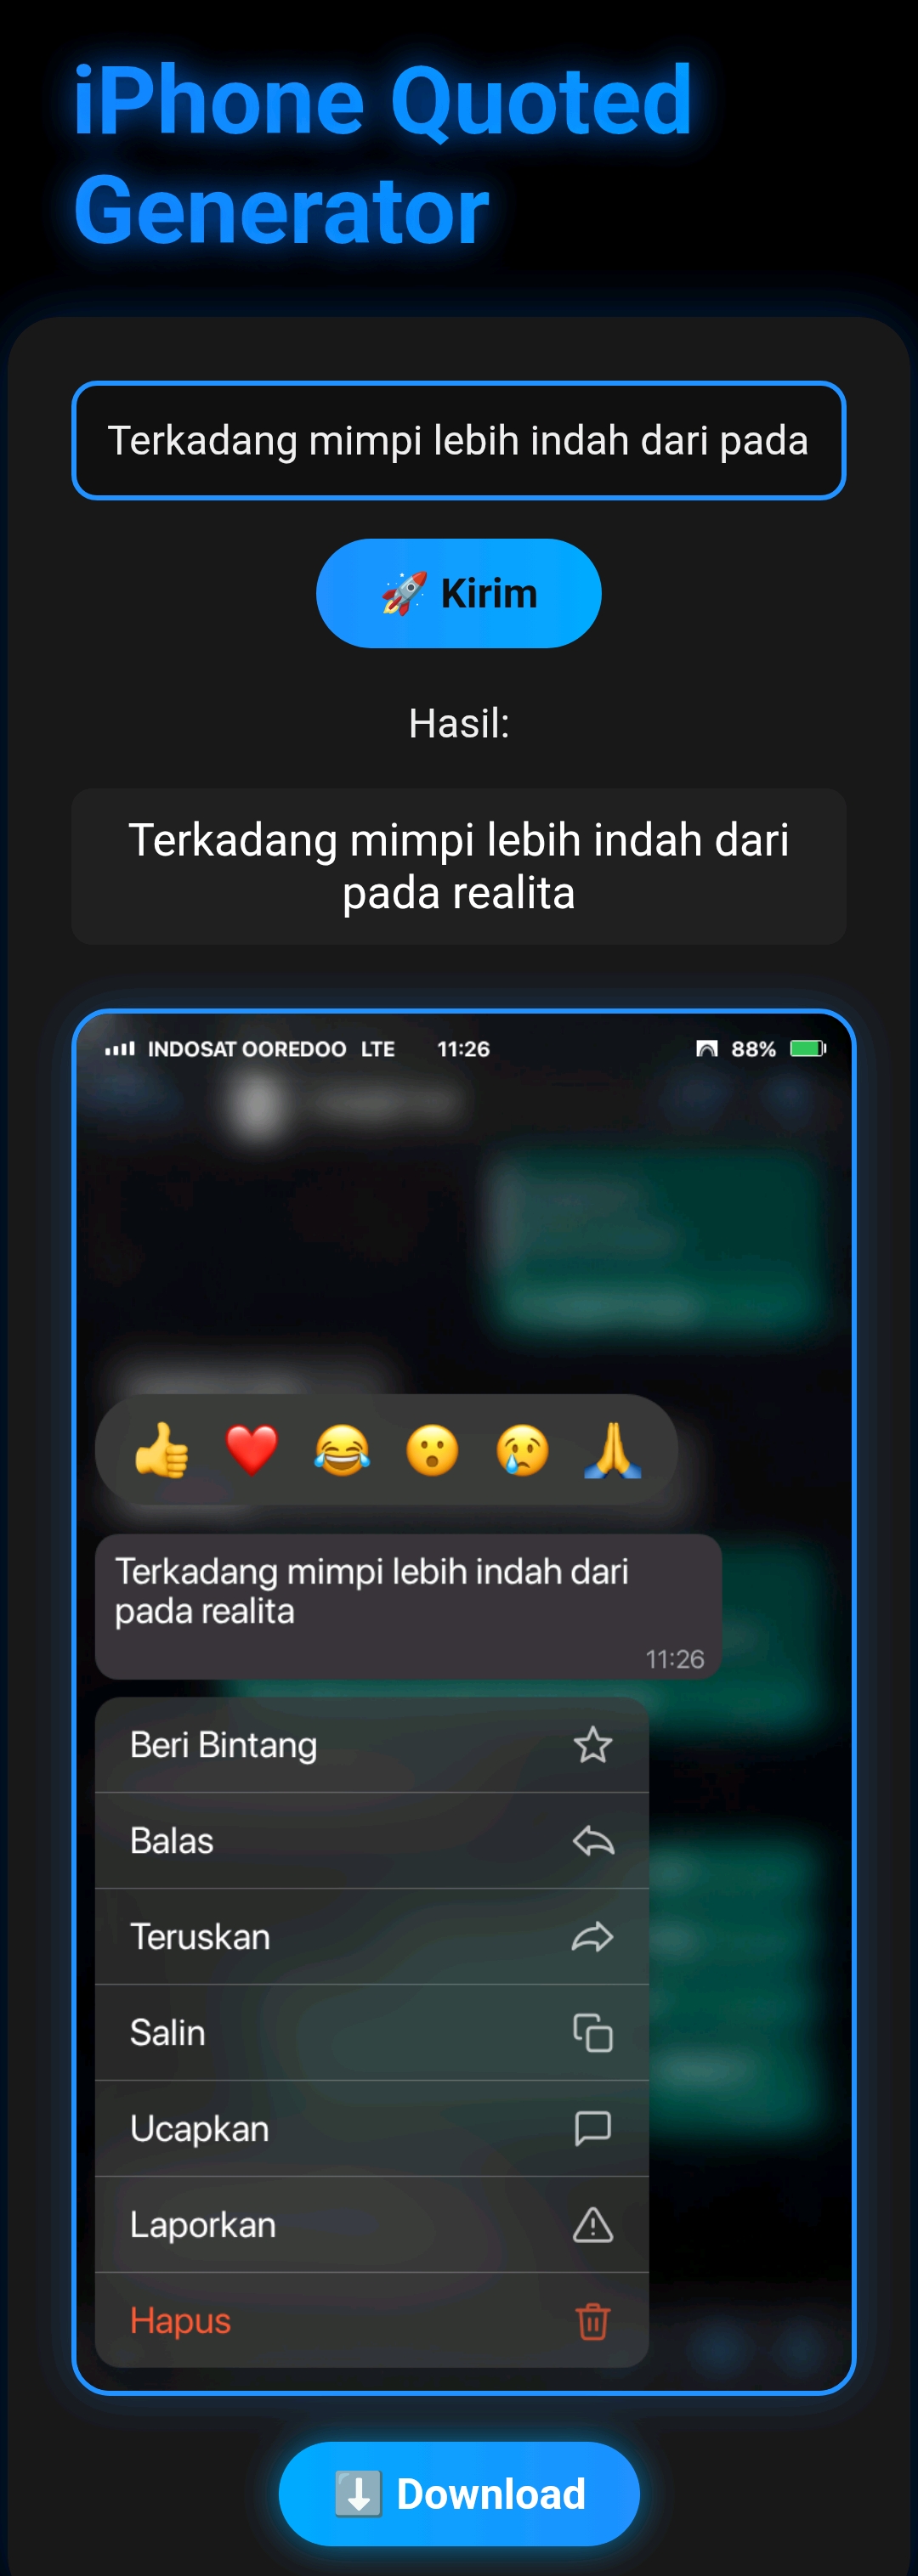 iPhone Quoted
Generator
Terkadang mimpi lebih indah dari pada
🚀 Kirim
Hasil:
Terkadang mimpi lebih indah dari
pada realita
INDOSAT OOREDOO LTE 11:26 88%
👍 ❤️ 😂 😮 😢 🙏
Terkadang mimpi lebih indah dari
pada realita
11:26
Beri Bintang
Balas
Teruskan
Salin
Ucapkan
Laporkan
Hapus
⬇️ Download